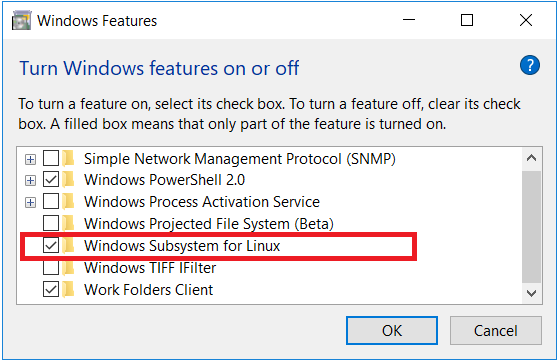 Windows Features
Turn Windows features on or off
?
To turn a feature on, select its check box. To turn a feature off, clear its check
box. A filled box means that only part of the feature is turned on.
Simple Network Management Protocol (SNMP)
Windows PowerShell 2.0
Windows Process Activation Service
Windows Projected File System (Beta)
Windows Subsystem for Linux
Windows TIFF IFilter
Work Folders Client
OK
Cancel